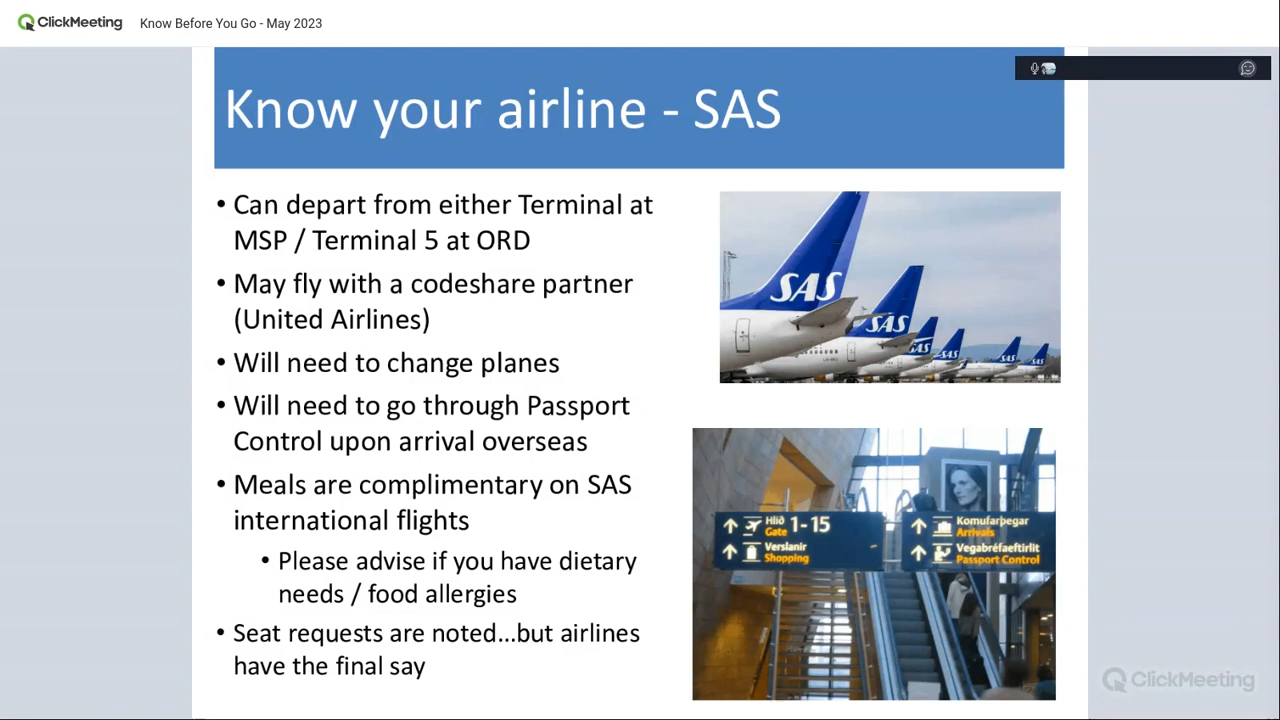 ClickMeeting Know Before You Go - May 2023
Know your airline - SAS
• Can depart from either Terminal at
MSP / Terminal 5 at ORD
• May fly with a codeshare partner
(United Airlines)
• Will need to change planes
• Will need to go through Passport
Control upon arrival overseas
• Meals are complimentary on SAS
international flights
• Please advise if you have dietary
needs / food allergies
• Seat requests are noted...but airlines
have the final say
SAS
SAS
SAS
SAS
SAS
SAS
Hlið 1-15
Gate
Verslanir
Shopping
Komufarþegar
Arrivals
Vegabréfaeftirlit
Passport Control
ClickMeeting